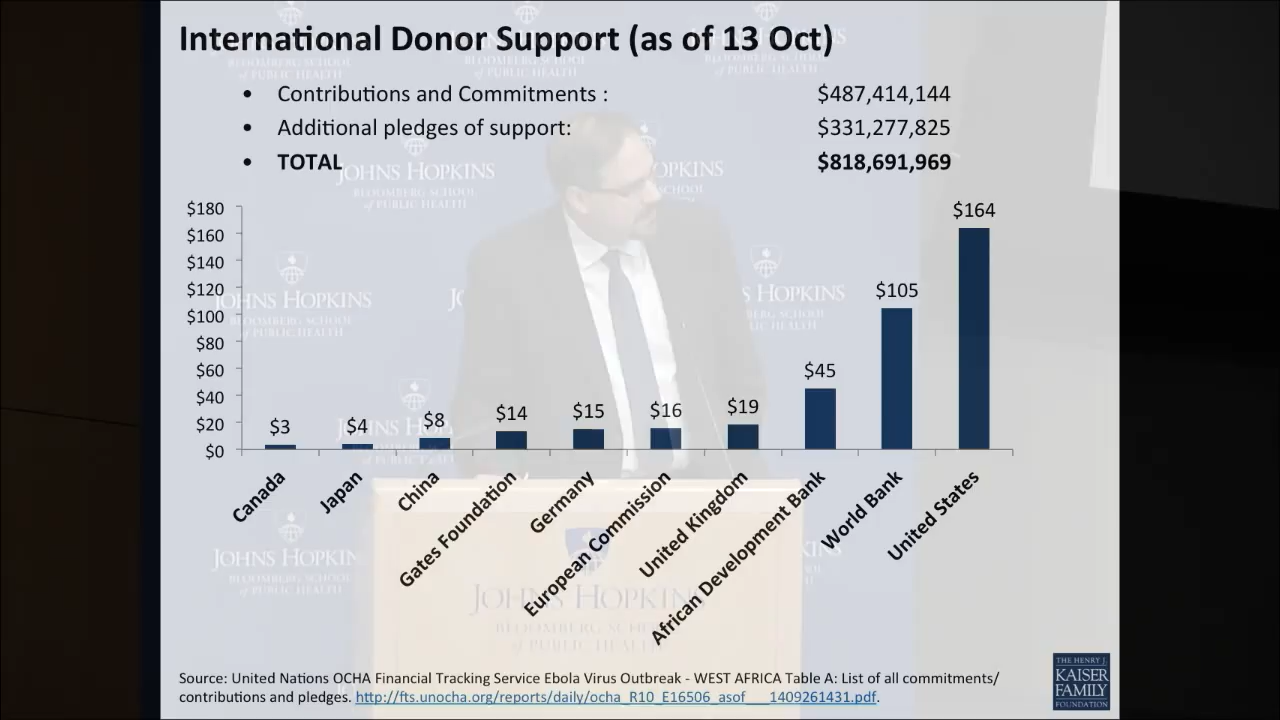 International Donor Support (as of 13 Oct)
• Contributions and Commitments : $487,414,144
• Additional pledges of support: $331,277,825
• TOTAL $818,691,969
$180
$160
$140
$120
$100
$80
$60
$40
$20
$0
$3
$4
$8
$14
$15
$16
$19
$45
$105
$164
Canada
Japan
China
Gates Foundation
Germany
European Commission
United Kingdom
African Development Bank
World Bank
United States
JOHNS HOPKINS
BLOOMBERG SCHOOL
of PUBLIC HEALTH
Source: United Nations OCHA Financial Tracking Service Ebola Virus Outbreak - WEST AFRICA Table A: List of all commitments/
contributions and pledges. http://fts.unocha.org/reports/daily/ocha_R10_E16506_asof___1409261431.pdf.
THE HENRY J.
KAISER
FAMILY
FOUNDATION